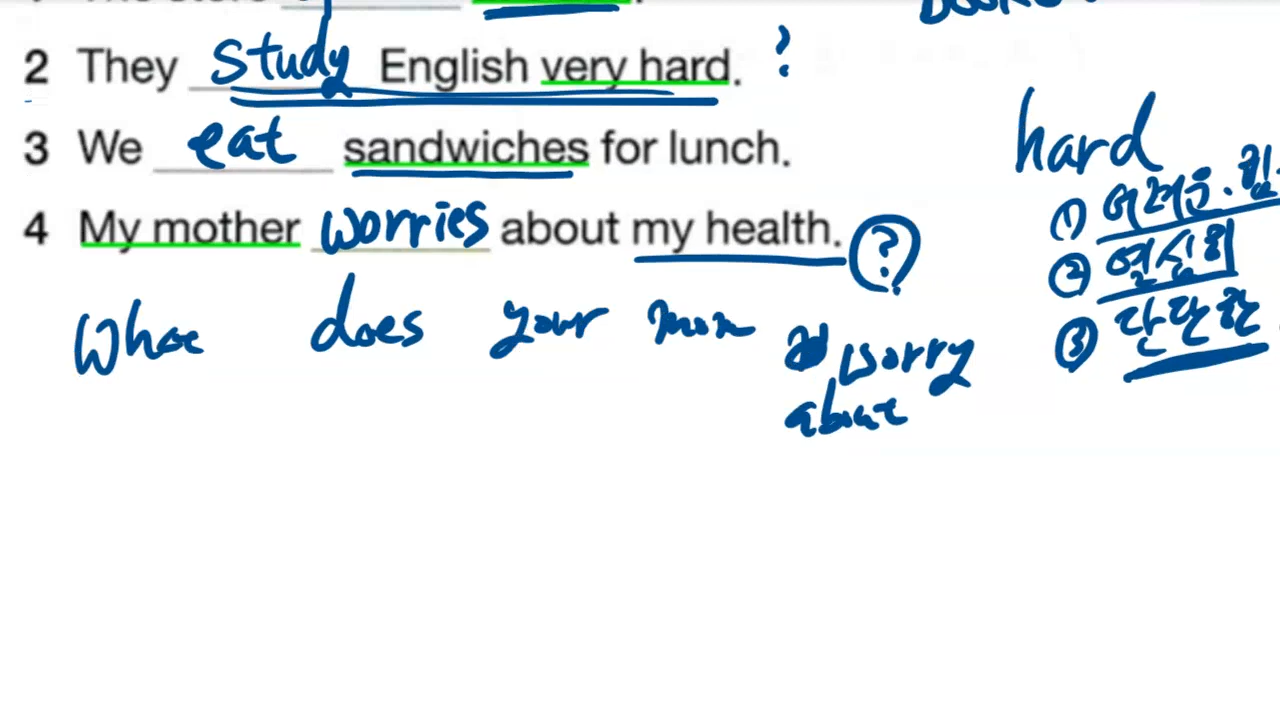 2 They study English very hard. ?
3 We eat sandwiches for lunch.
4 My mother worries about my health. ?
What does your mom worry
about
hard
① 어려운. 힘
② 열심히
③ 단단한